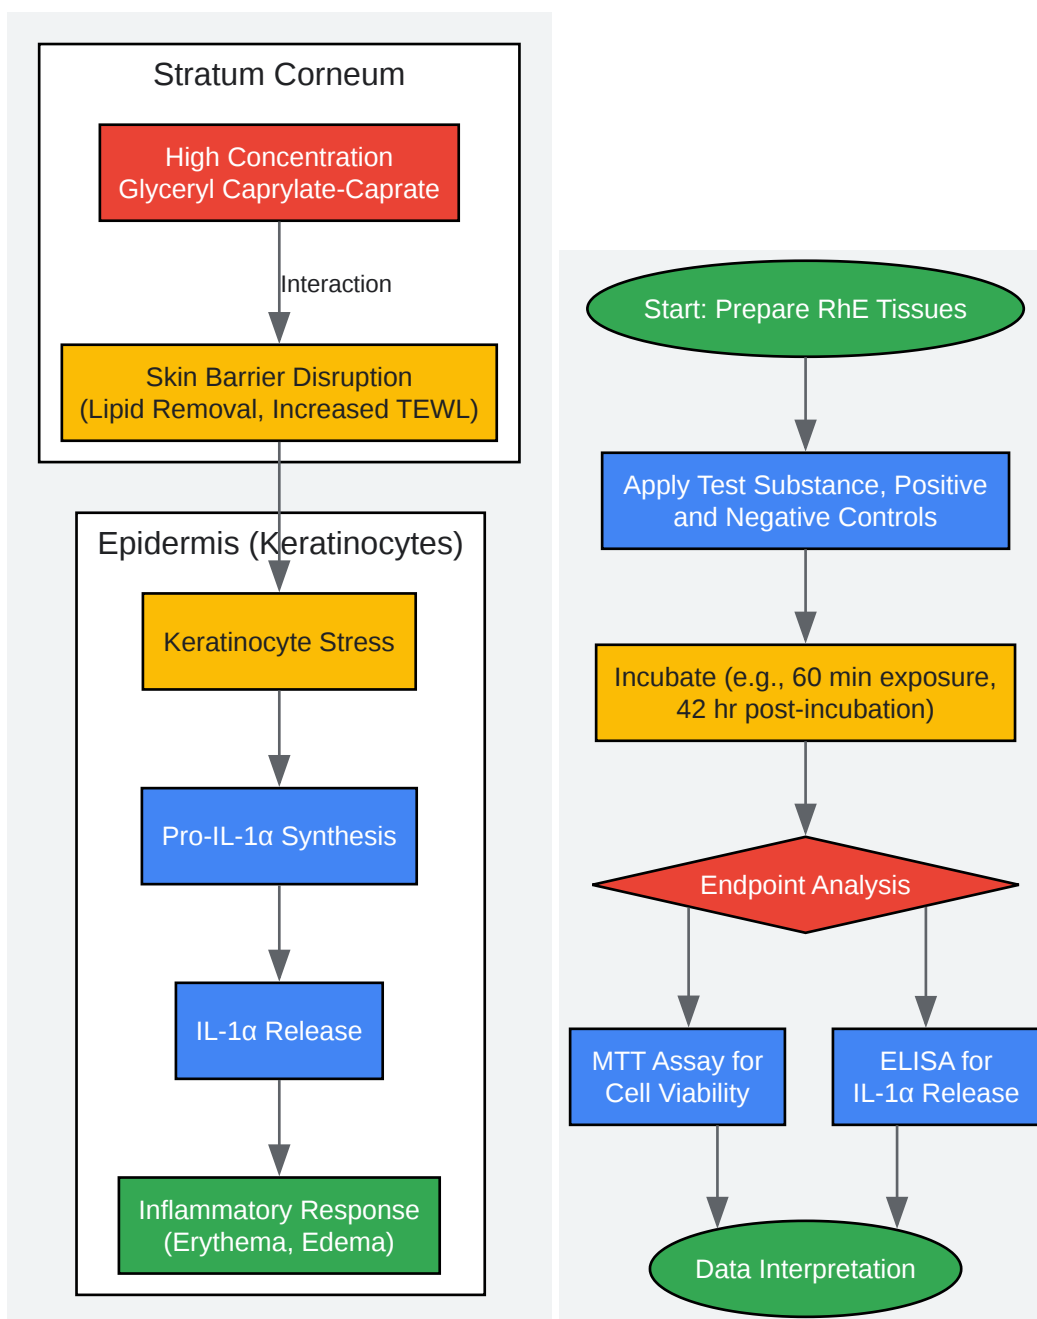 Stratum Corneum
High Concentration
Glyceryl Caprylate-Caprate
Interaction
Skin Barrier Disruption
(Lipid Removal, Increased TEWL)
Epidermis (Keratinocytes)
Keratinocyte Stress
Pro-IL-1α Synthesis
IL-1α Release
Inflammatory Response
(Erythema, Edema)
Start: Prepare RhE Tissues
Apply Test Substance, Positive
and Negative Controls
Incubate (e.g., 60 min exposure,
42 hr post-incubation)
Endpoint Analysis
MTT Assay for
Cell Viability
ELISA for
IL-1α Release
Data Interpretation